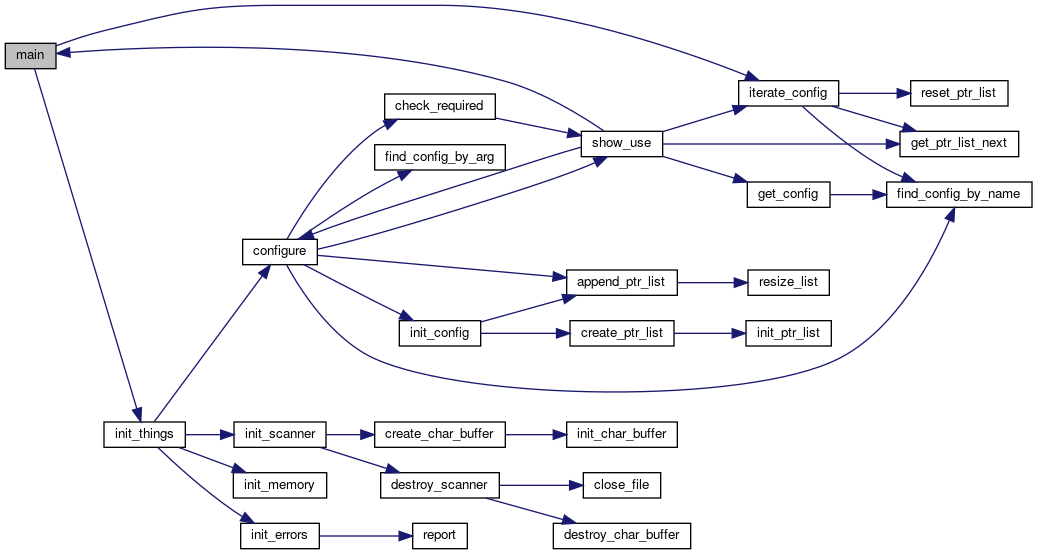 main
iterate_config
reset_ptr_list
check_required
show_use
get_ptr_list_next
find_config_by_arg
get_config
find_config_by_name
configure
append_ptr_list
resize_list
init_config
create_ptr_list
init_ptr_list
init_things
init_scanner
create_char_buffer
init_char_buffer
init_memory
destroy_scanner
close_file
init_errors
report
destroy_char_buffer